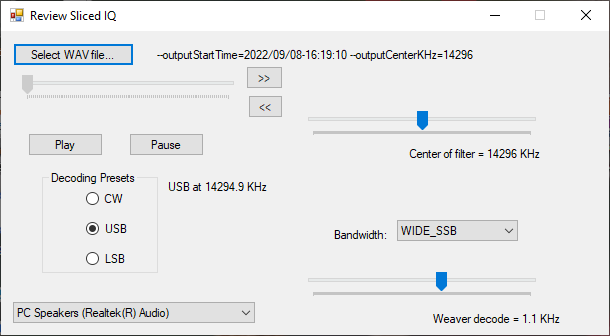 Review Sliced IQ
Select WAV file...
--outputStartTime=2022/09/08-16:19:10 --outputCenterKHz=14296
>>
<<
Center of filter = 14296 KHz
Play
Pause
Decoding Presets
USB at 14294.9 KHz
CW
USB
LSB
Bandwidth:
WIDE_SSB
PC Speakers (Realtek(R) Audio)
Weaver decode = 1.1 KHz